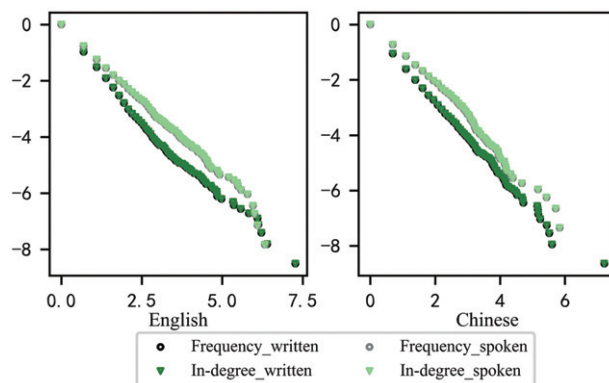 0
−2
−4
−6
−8
0.0 2.5 5.0 7.5
English
0
−2
−4
−6
−8
0 2 4 6
Chinese
Frequency_written Frequency_spoken
In-degree_written In-degree_spoken